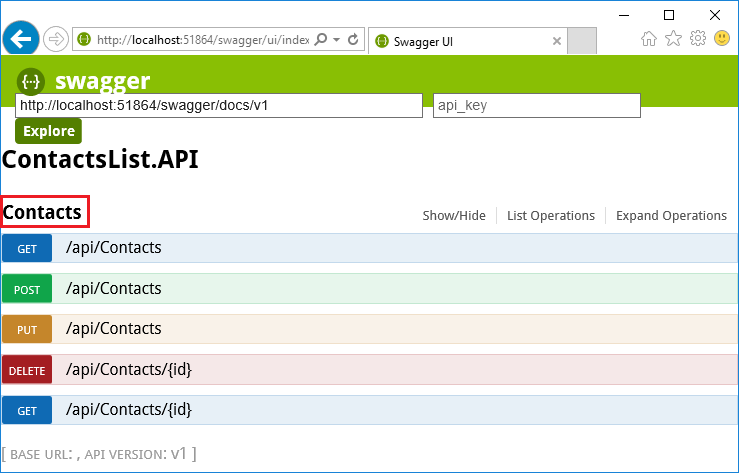 http://localhost:51864/swagger/ui/index
Swagger UI
{··}
swagger
http://localhost:51864/swagger/docs/v1
api_key
Explore
ContactsList.API
Contacts
Show/Hide
List Operations
Expand Operations
GET /api/Contacts
POST /api/Contacts
PUT /api/Contacts
DELETE /api/Contacts/{id}
GET /api/Contacts/{id}
[ BASE URL: , API VERSION: v1 ]